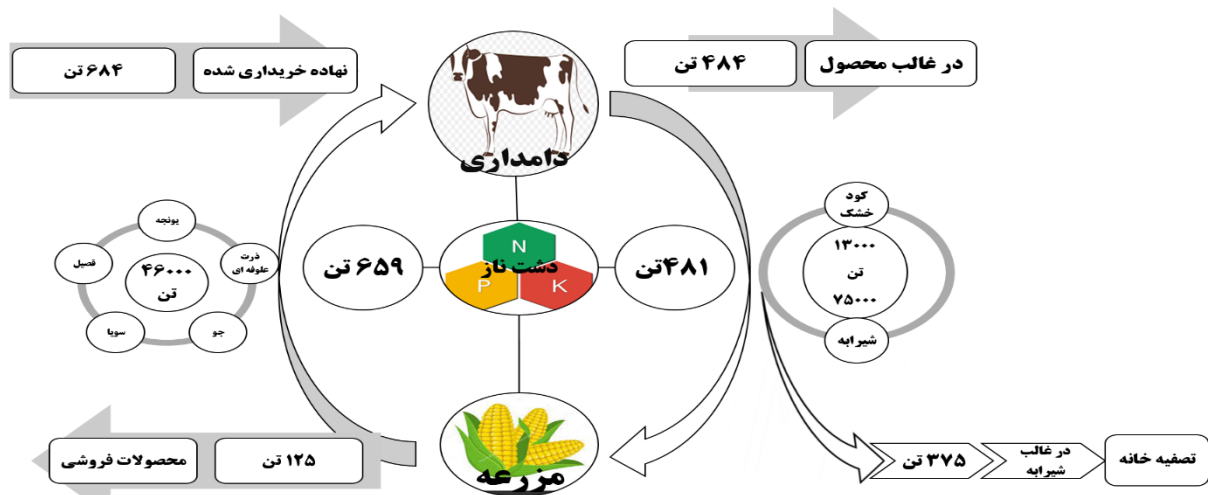 نهاده خریداری شده
۶۸۴ تن
در غالب محصول
۴۸۴ تن
دامداری
یونجه
ذرت
علوفه ای
قصیل
۴۶۰۰۰
تن
سویا
جو
۶۵۹ تن
N
دشت ناز
P
K
۴۸۱تن
کود
خشک
۱۳۰۰۰
تن
۷۵۰۰۰
شیرابه
مزرعه
محصولات فروشی
۱۲۵ تن
۳۷۵ تن
در غالب
شیرابه
تصفیه خانه